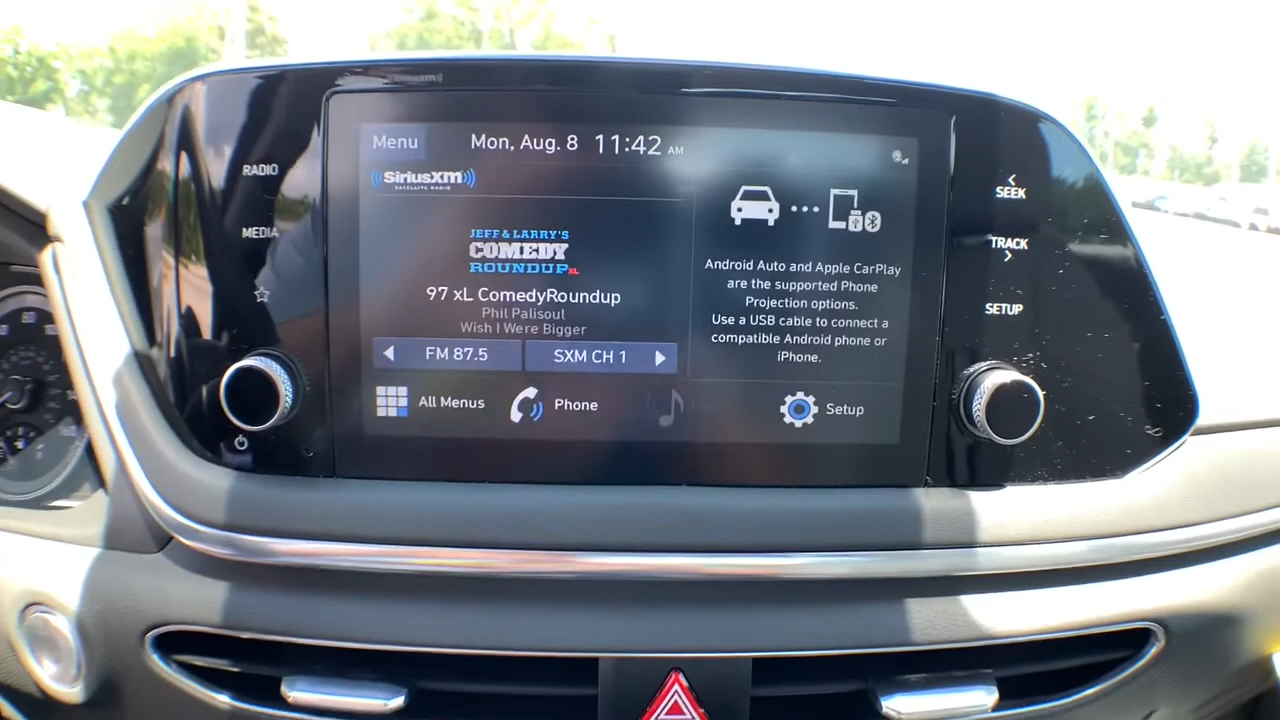 SiriusXM
Menu
Mon, Aug. 8 11:42 AM
SiriusXM
SATELLITE RADIO
JEFF & LARRY'S
COMEDY
ROUNDUP XL
97 xL ComedyRoundup
Phil Palisoul
Wish I Were Bigger
FM 87.5
SXM CH 1
All Menus
Phone
Setup
Android Auto and Apple CarPlay
are the supported Phone
Projection options.
Use a USB cable to connect a
compatible Android phone or
iPhone.
RADIO
MEDIA
SEEK
TRACK
SETUP
80